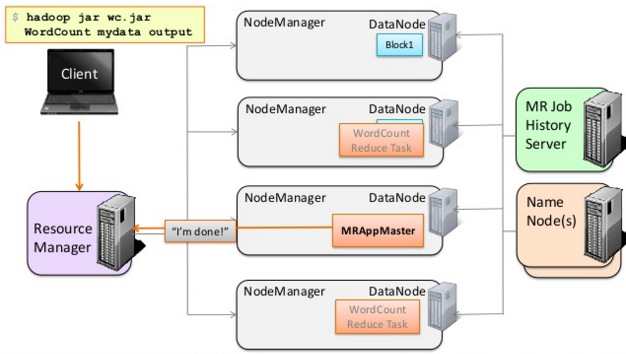 $ hadoop jar wc.jar
WordCount mydata output
Client
Resource
Manager
"I'm done!"
NodeManager
DataNode
Block1
NodeManager
DataNode
WordCount
Reduce Task
NodeManager
DataNode
MRAppMaster
NodeManager
DataNode
WordCount
Reduce Task
MR Job
History
Server
Name
Node(s)